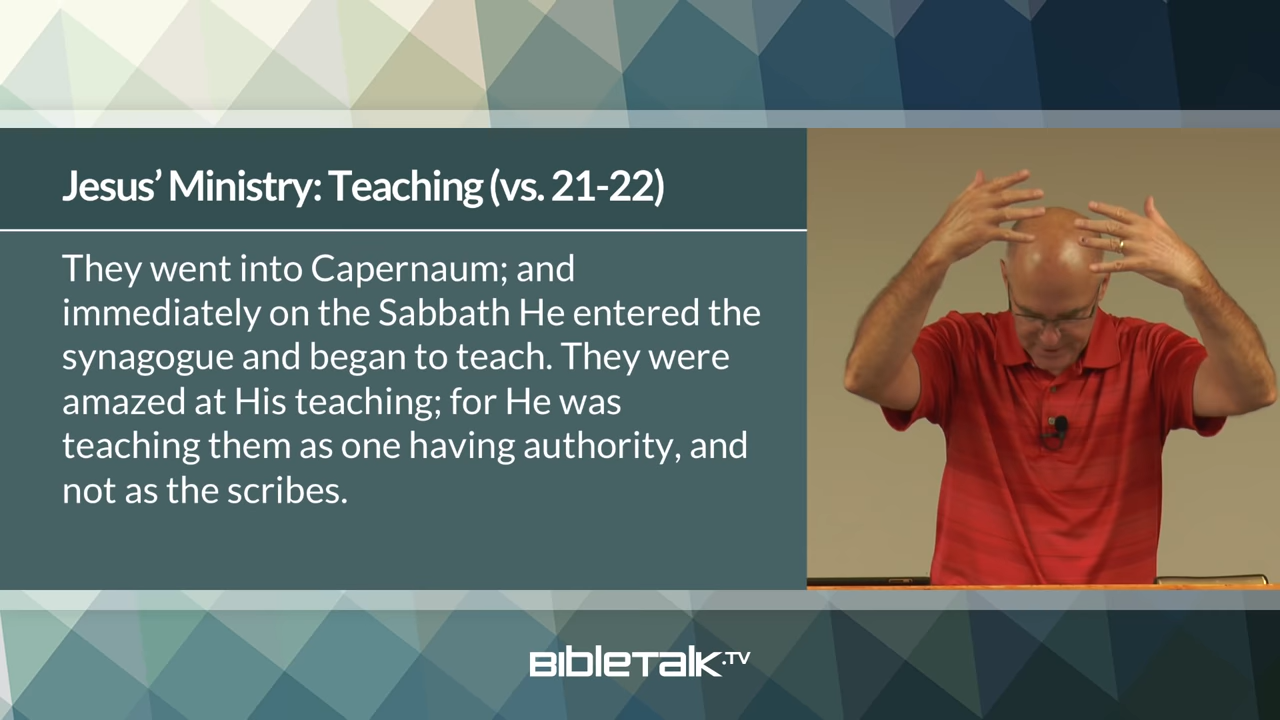 Jesus’ Ministry: Teaching (vs. 21-22)
They went into Capernaum; and
immediately on the Sabbath He entered the
synagogue and began to teach. They were
amazed at His teaching; for He was
teaching them as one having authority, and
not as the scribes.
BibleTalk.TV